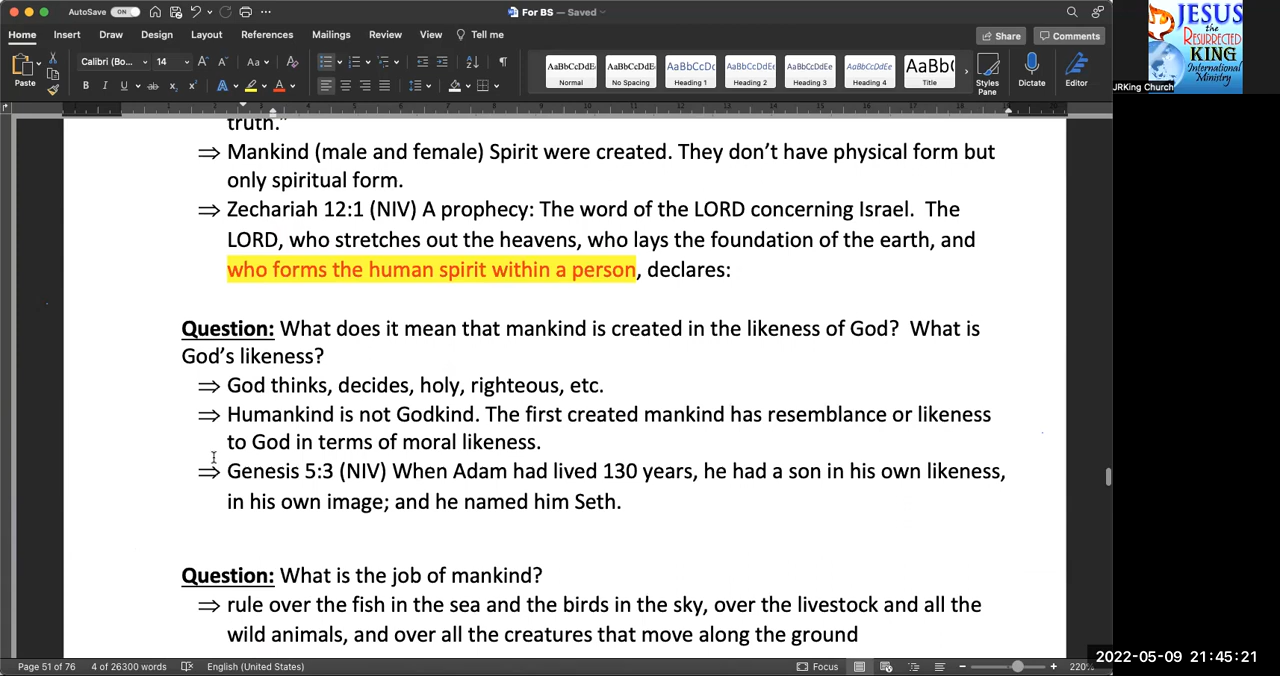 AutoSave ON For BS — Saved
Home Insert Draw Design Layout References Mailings Review View Tell me Share Comments
Paste Calibri (Bo... 14 A A Aa
B I U ab x x A A
AaBbCcDdEe AaBbCcDdEe AaBbCcDc AaBbCcDdEe AaBbCcDdEe AaBbCcDdEe AaBb(
Normal No Spacing Heading 1 Heading 2 Heading 3 Heading 4 Title Styles Pane Dictate Editor
JESUS
the
RESURRECTED
KING
International
Ministry
JRKing Church
truth.”
⇒ Mankind (male and female) Spirit were created. They don’t have physical form but
only spiritual form.
⇒ Zechariah 12:1 (NIV) A prophecy: The word of the LORD concerning Israel. The
LORD, who stretches out the heavens, who lays the foundation of the earth, and
who forms the human spirit within a person, declares:
Question: What does it mean that mankind is created in the likeness of God? What is
God’s likeness?
⇒ God thinks, decides, holy, righteous, etc.
⇒ Humankind is not Godkind. The first created mankind has resemblance or likeness
to God in terms of moral likeness.
⇒ Genesis 5:3 (NIV) When Adam had lived 130 years, he had a son in his own likeness,
in his own image; and he named him Seth.
Question: What is the job of mankind?
⇒ rule over the fish in the sea and the birds in the sky, over the livestock and all the
wild animals, and over all the creatures that move along the ground
Page 51 of 76 4 of 26300 words English (United States) Focus 220%
2022-05-09 21:45:21